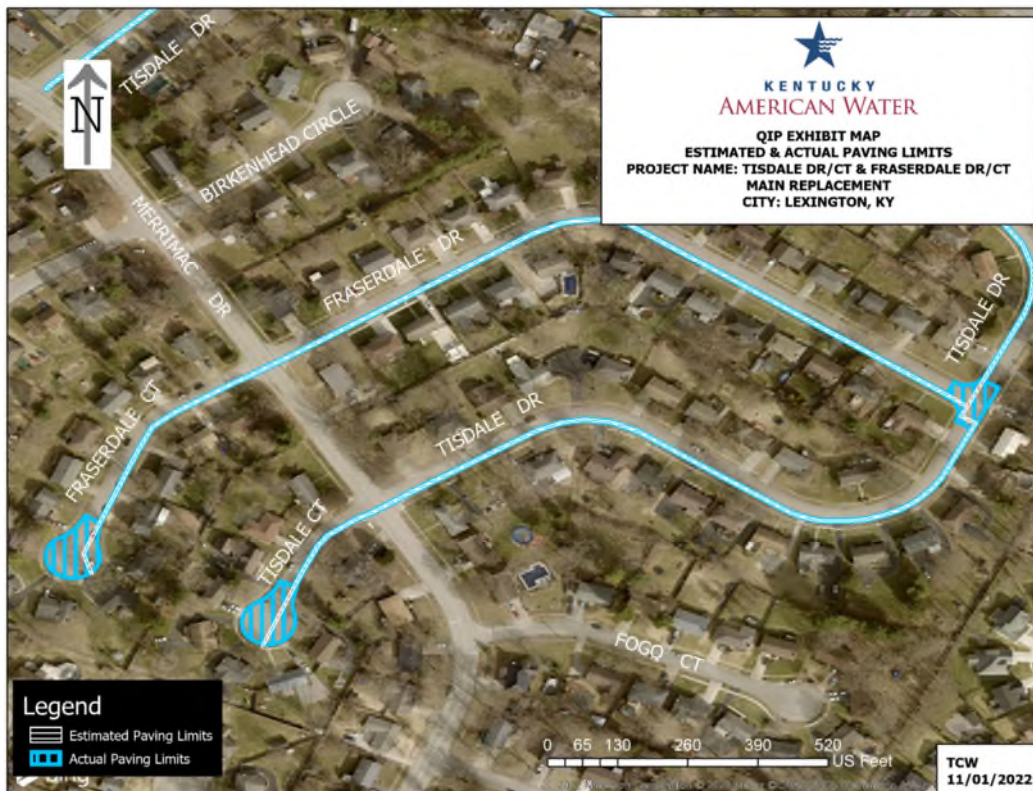 TISDALE DR
N
KENTUCKY
AMERICAN WATER
QIP EXHIBIT MAP
ESTIMATED & ACTUAL PAVING LIMITS
PROJECT NAME: TISDALE DR/CT & FRASERDALE DR/CT
MAIN REPLACEMENT
CITY: LEXINGTON, KY
BIRKENHEAD CIRCLE
MERRIMAC DR
FRASERDALE DR
TISDALE DR
FRASERDALE CT
TISDALE DR
TISDALE CT
FOGO CT
Legend
Estimated Paving Limits
Actual Paving Limits
0 65 130 260 390 520
US Feet
TCW
11/01/2022